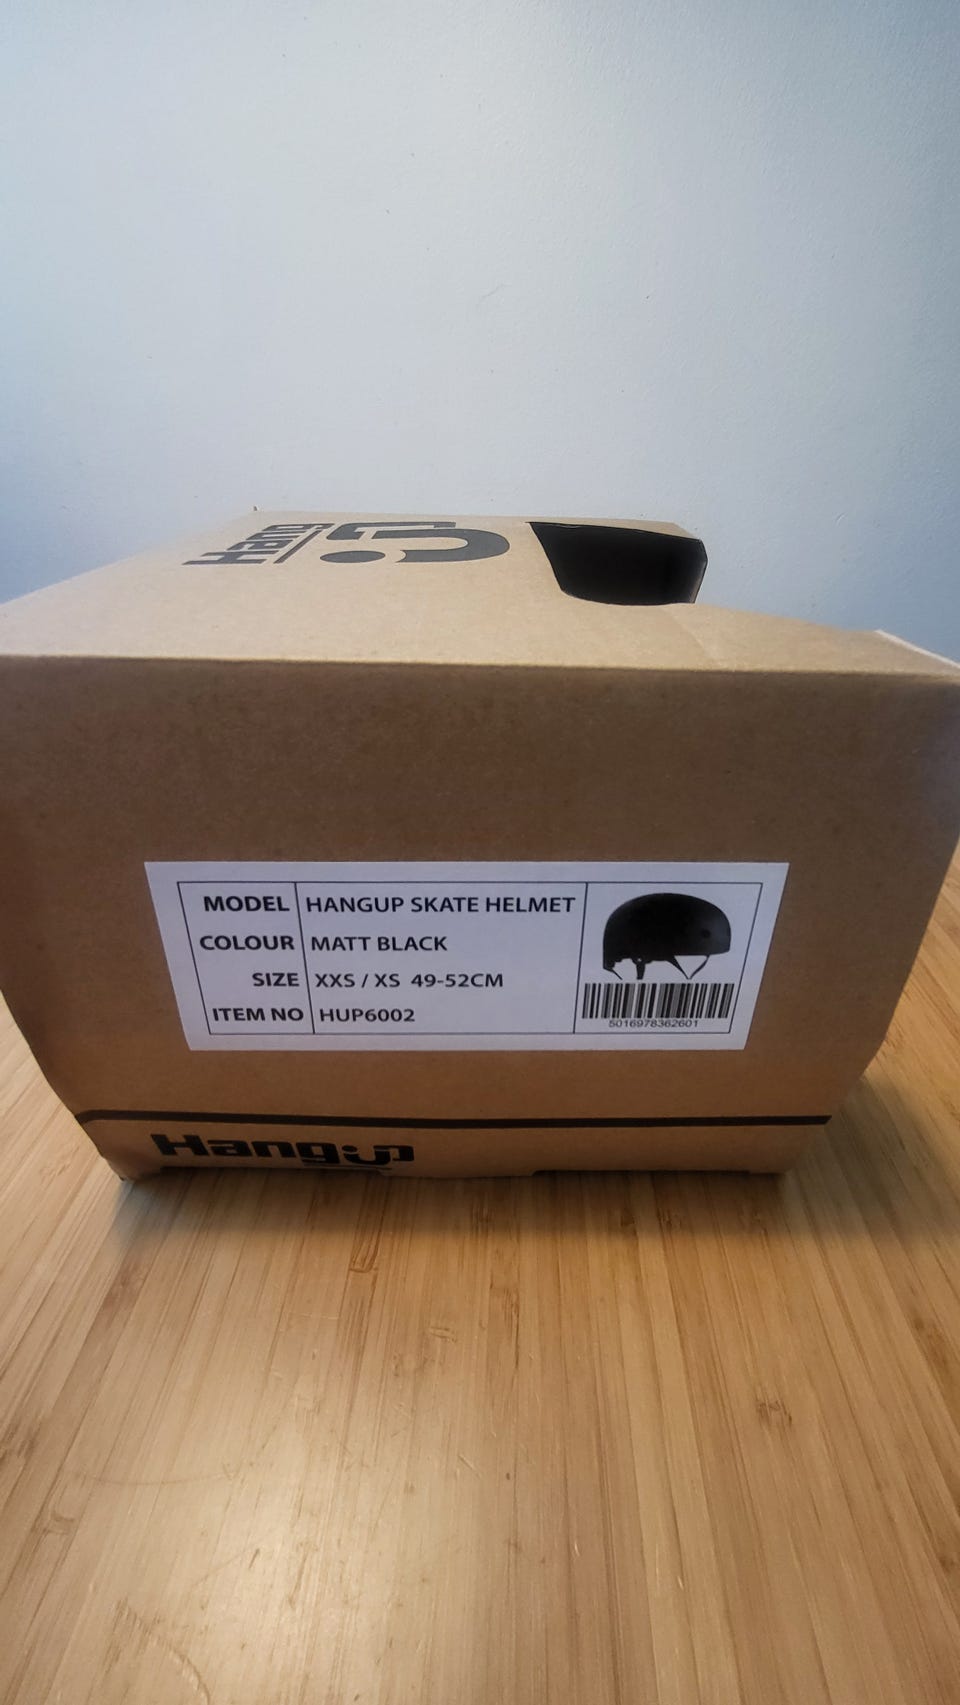 Hangup
MODEL HANGUP SKATE HELMET
COLOUR MATT BLACK
SIZE XXS / XS 49-52CM
ITEM NO HUP6002
5016978362601
Hangup